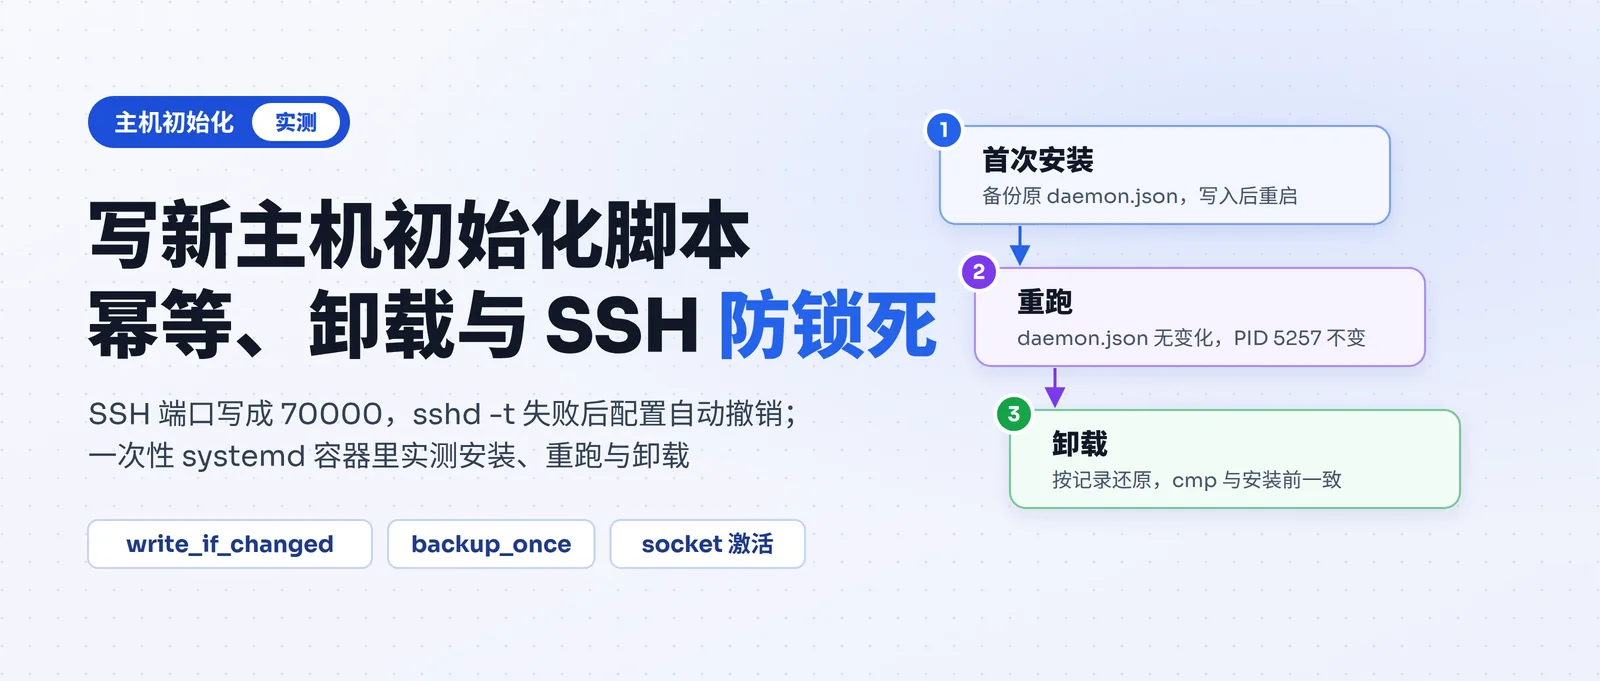 主机初始化 实测
写新主机初始化脚本
幂等、卸载与 SSH 防锁死
SSH 端口写成 70000，sshd -t 失败后配置自动撤销；
一次性 systemd 容器里实测安装、重跑与卸载
write_if_changed
backup_once
socket 激活
1
首次安装
备份原 daemon.json，写入后重启
2
重跑
daemon.json 无变化，PID 5257 不变
3
卸载
按记录还原，cmp 与安装前一致